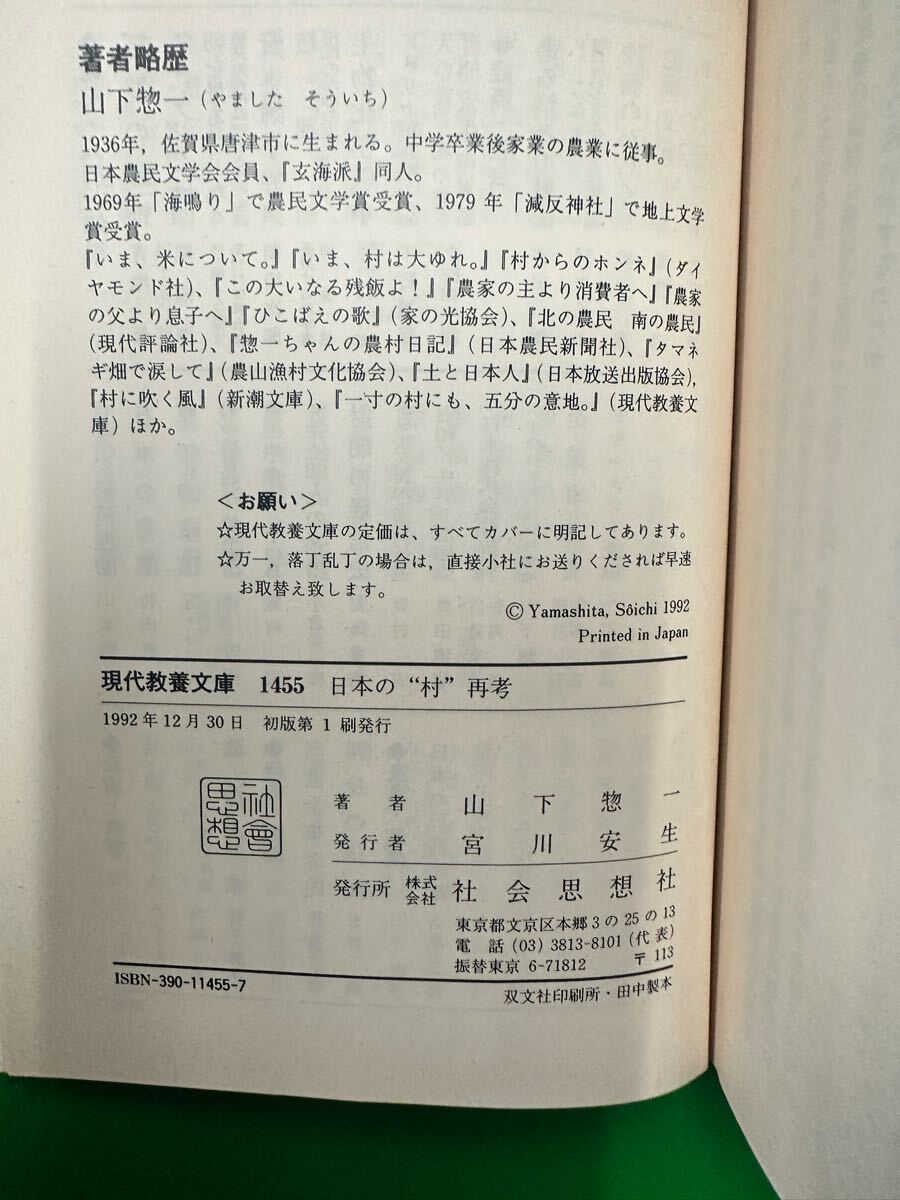 著者略歴
山下惣一（やました　そういち）
1936年，佐賀県唐津市に生まれる。中学卒業後家業の農業に従事。
日本農民文学会会員、『玄海派』同人。
1969年「海鳴り」で農民文学賞受賞、1979年「減反神社」で地上文学
賞受賞。
『いま、米について。』『いま、村は大ゆれ。』『村からのホンネ』（ダイ
ヤモンド社）、『この大いなる残飯よ！』『農家の主より消費者へ』『農家
の父より息子へ』『ひこばえの歌』（家の光協会）、『北の農民　南の農民』
（現代評論社）、『惣一ちゃんの農村日記』（日本農民新聞社）、『タマネ
ギ畑で涙して』（農山漁村文化協会）、『土と日本人』（日本放送出版協会），
『村に吹く風』（新潮文庫）、『一寸の村にも、五分の意地。』（現代教養文
庫）ほか。
＜お願い＞
☆現代教養文庫の定価は、すべてカバーに明記してあります。
☆万一，落丁乱丁の場合は，直接小社にお送りくだされば早速
お取替え致します。
© Yamashita, Sôichi 1992
Printed in Japan
現代教養文庫　1455　日本の“村”再考
1992年12月30日　初版第1刷発行
社會思想
著者　山下惣一
発行者　宮川安生
発行所　株式会社　社会思想社
東京都文京区本郷3の25の13
電話 (03) 3813-8101（代表）
振替東京 6-71812　〒113
ISBN-390-11455-7
双文社印刷所・田中製本